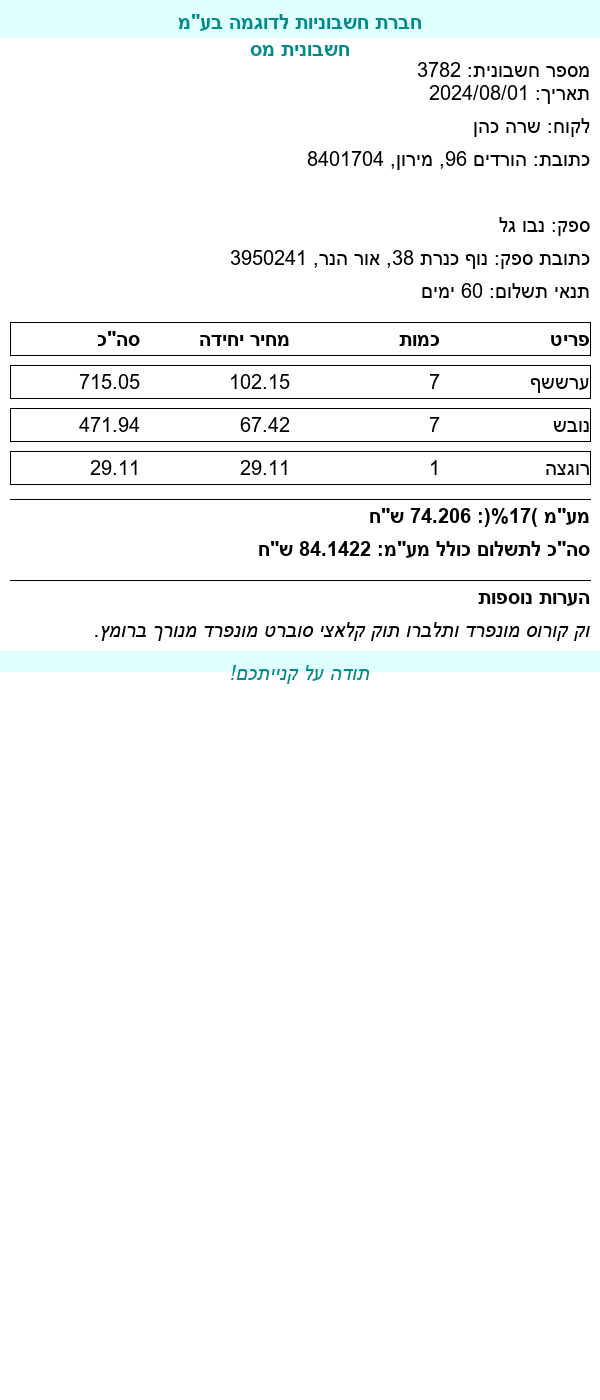 חברת חשבוניות לדוגמה בע"מ
חשבונית מס
מספר חשבונית: 3782
תאריך: 2024/08/01
לקוח: שרה כהן
כתובת: הורדים 96, מירון, 8401704
ספק: נבו גל
כתובת ספק: נוף כנרת 38, אור הנר, 3950241
תנאי תשלום: 60 ימים
פריט כמות מחיר יחידה סה"כ
ערששף 7 102.15 715.05
נובש 7 67.42 471.94
רוגצה 1 29.11 29.11
מע"מ )17%(: 74.206 ש"ח
סה"כ לתשלום כולל מע"מ: 84.1422 ש"ח
הערות נוספות
וק קורוס מונפרד ותלברו תוק קלאצי סוברט מונפרד מנורך ברומץ.
תודה על קנייתכם!